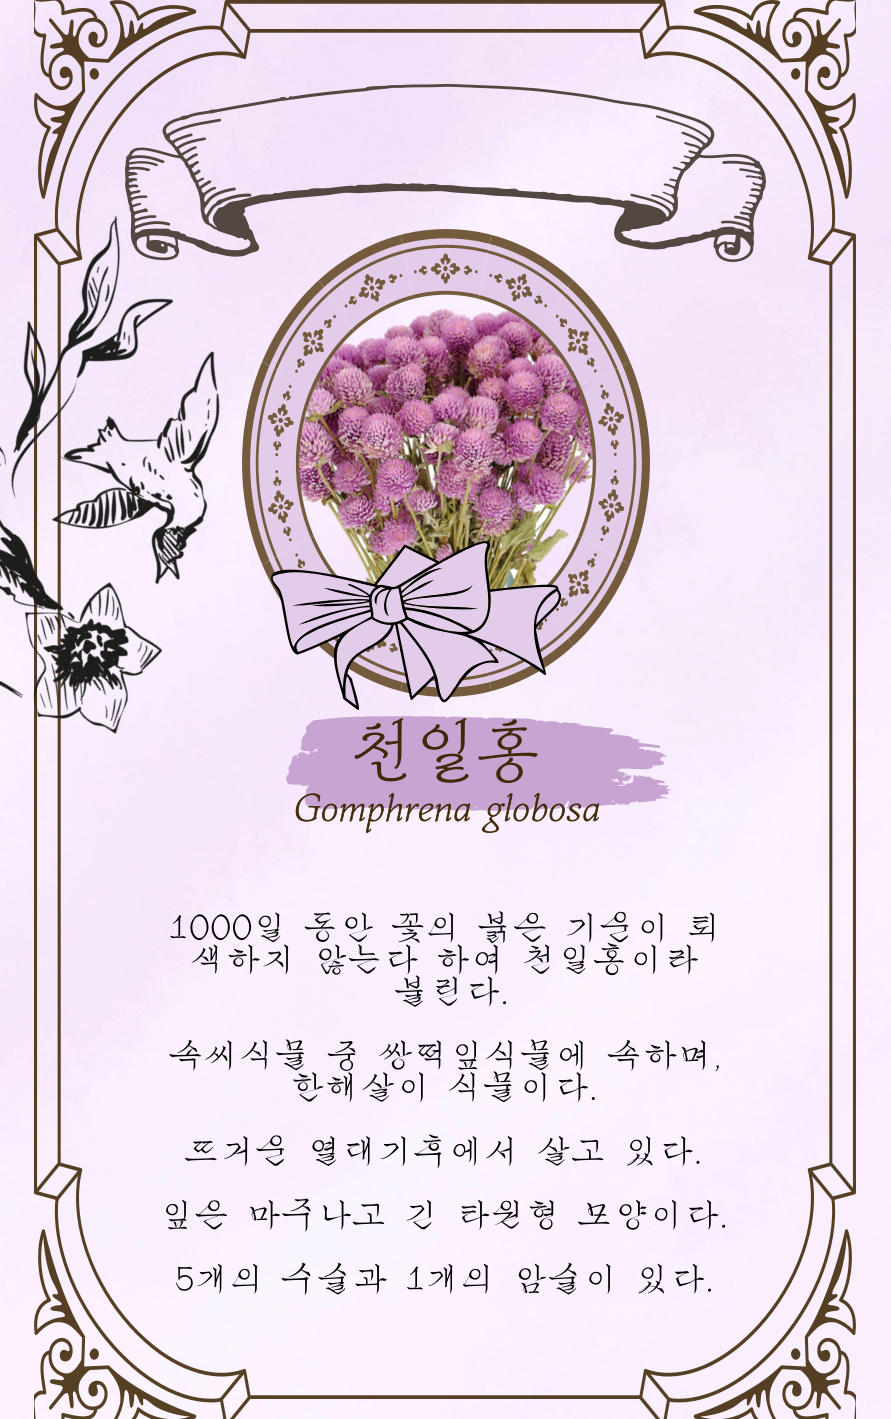 천일홍
Gomphrena globosa
1000일 동안 꽃의 붉은 기운이 퇴
색하지 않는다 하여 천일홍이라
불린다.
속씨식물 중 쌍떡잎식물에 속하며,
한해살이 식물이다.
뜨거운 열대기후에서 살고 있다.
잎은 마주나고 긴 타원형 모양이다.
5개의 수술과 1개의 암술이 있다.